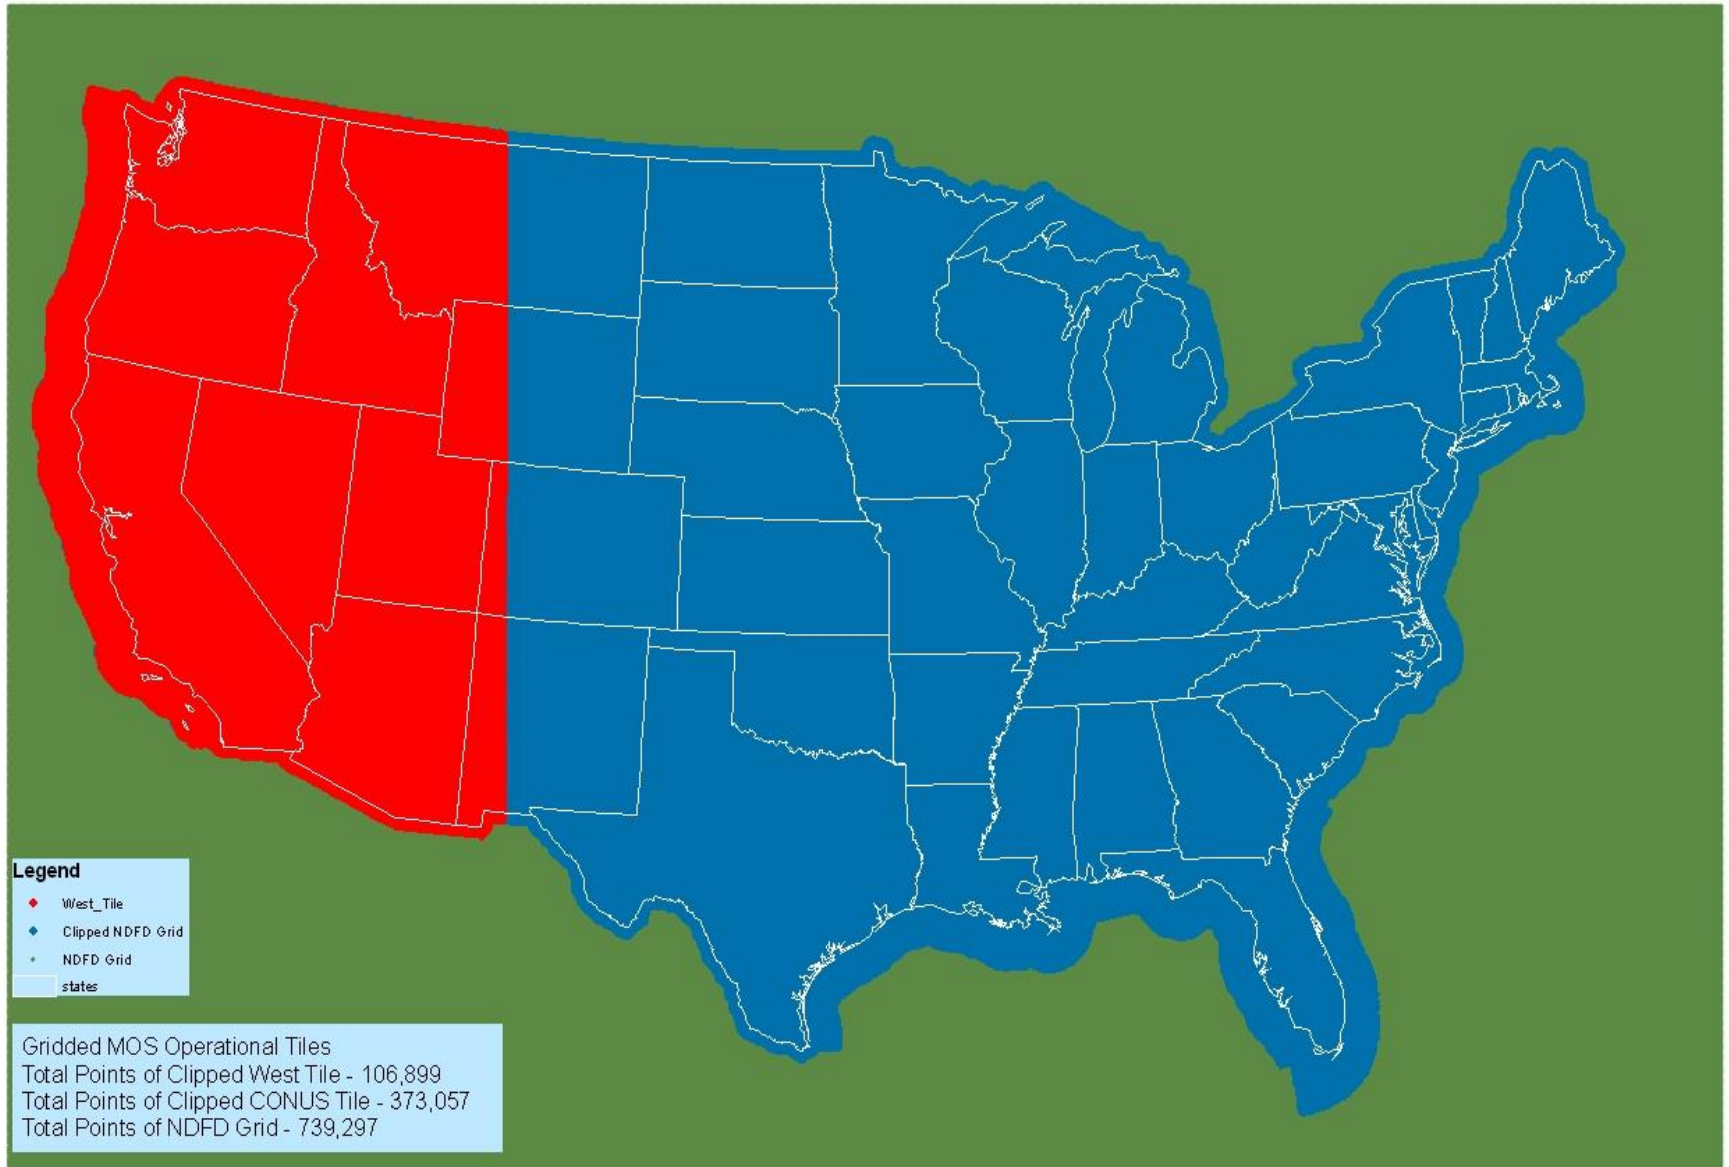 Legend
West_Tile
Clipped NDFD Grid
NDFD Grid
states
Gridded MOS Operational Tiles
Total Points of Clipped West Tile - 106,899
Total Points of Clipped CONUS Tile - 373,057
Total Points of NDFD Grid - 739,297